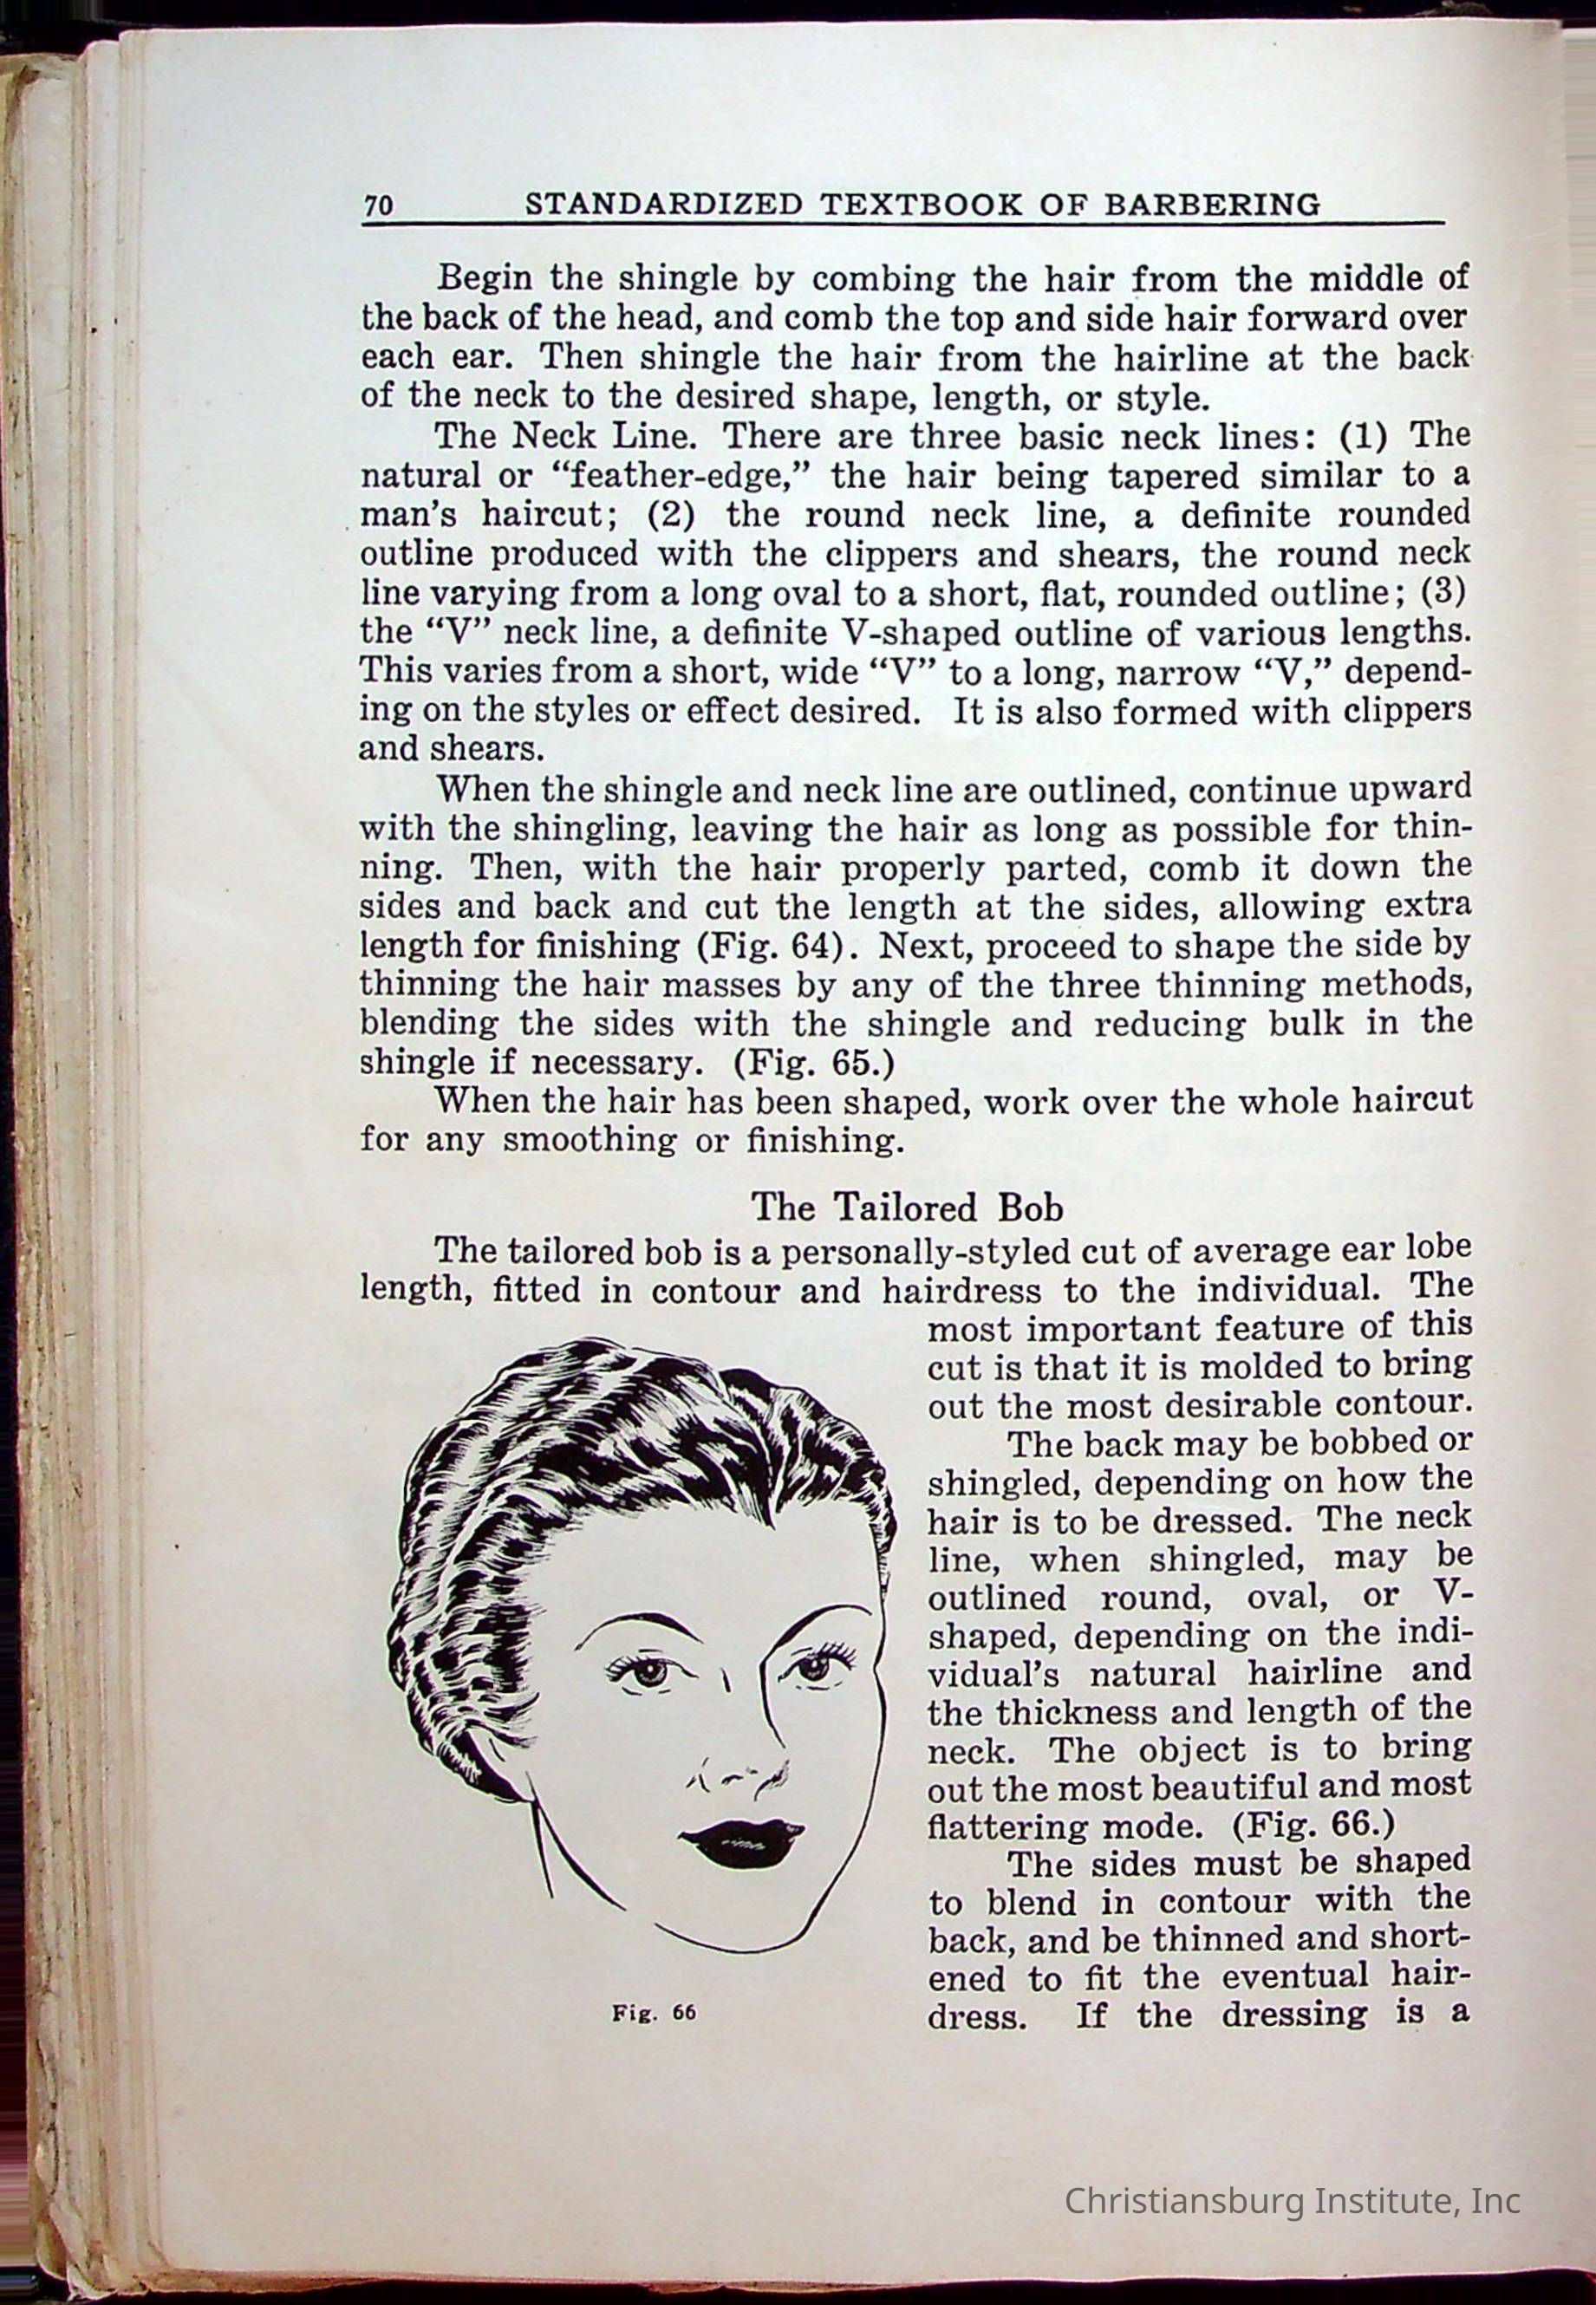 70 STANDARDIZED TEXTBOOK OF BARBERING
Begin the shingle by combing the hair from the middle of
the back of the head, and comb the top and side hair forward over
each ear. Then shingle the hair from the hairline at the back
of the neck to the desired shape, length, or style.
The Neck Line. There are three basic neck lines: (1) The
natural or “feather-edge,” the hair being tapered similar to a
man’s haircut; (2) the round neck line, a definite rounded
outline produced with the clippers and shears, the round neck
line varying from a long oval to a short, flat, rounded outline; (3)
the “V” neck line, a definite V-shaped outline of various lengths.
This varies from a short, wide “V” to a long, narrow “V,” depend-
ing on the styles or effect desired. It is also formed with clippers
and shears.
When the shingle and neck line are outlined, continue upward
with the shingling, leaving the hair as long as possible for thin-
ning. Then, with the hair properly parted, comb it down the
sides and back and cut the length at the sides, allowing extra
length for finishing (Fig. 64). Next, proceed to shape the side by
thinning the hair masses by any of the three thinning methods,
blending the sides with the shingle and reducing bulk in the
shingle if necessary. (Fig. 65.)
When the hair has been shaped, work over the whole haircut
for any smoothing or finishing.
The Tailored Bob
The tailored bob is a personally-styled cut of average ear lobe
length, fitted in contour and hairdress to the individual. The
most important feature of this
cut is that it is molded to bring
out the most desirable contour.
The back may be bobbed or
shingled, depending on how the
hair is to be dressed. The neck
line, when shingled, may be
outlined round, oval, or V-
shaped, depending on the indi-
vidual’s natural hairline and
the thickness and length of the
neck. The object is to bring
out the most beautiful and most
flattering mode. (Fig. 66.)
The sides must be shaped
to blend in contour with the
back, and be thinned and short-
ened to fit the eventual hair-
dress. If the dressing is a
Fig. 66
Christiansburg Institute, Inc